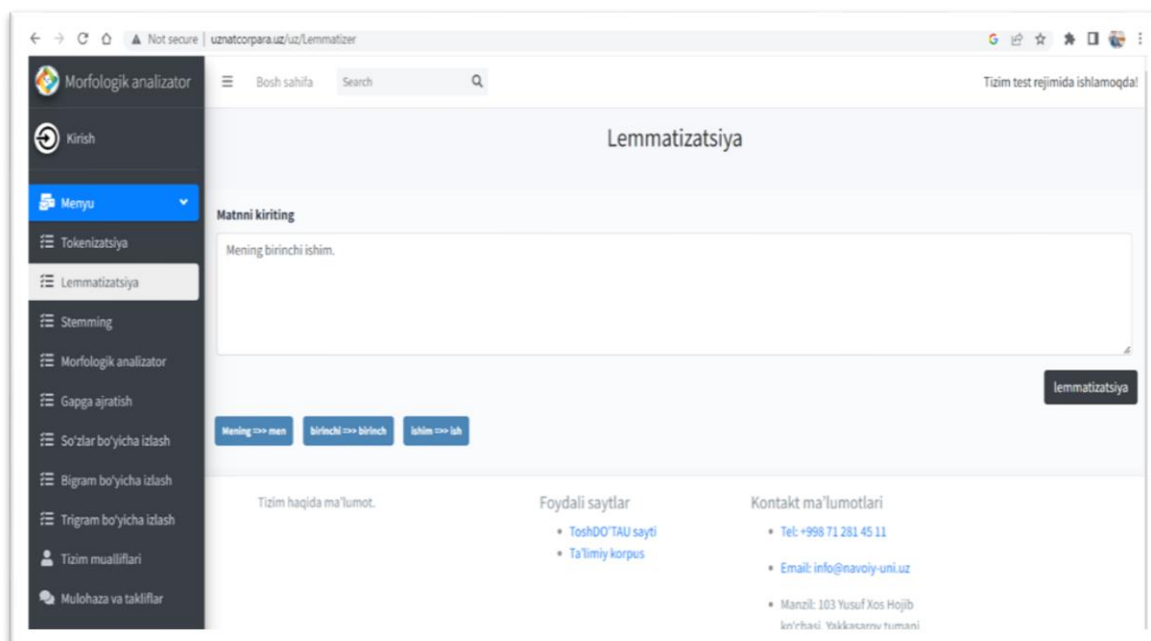 Not secure | uznatcorpara.uz/uz/Lemmatizer
Morfologik analizator
Bosh sahifa
Search
Tizim test rejimida ishlamoqda!
Kirish
Lemmatizatsiya
Menyu
Tokenizatsiya
Lemmatizatsiya
Stemming
Morfologik analizator
Gapga ajratish
So'zlar bo'yicha izlash
Bigram bo'yicha izlash
Trigram bo'yicha izlash
Tizim mualliflari
Mulohaza va takliflar
Matnni kiriting
Mening birinchi ishim.
lemmatizatsiya
Mening =>> men
birinchi =>> birinch
ishim =>> ish
Tizim haqida ma'lumot.
Foydali saytlar
ToshDO'TAU sayti
Ta'limiy korpus
Kontakt ma'lumotlari
Tel: +998 71 281 45 11
Email: info@navoiy-uni.uz
Manzil: 103 Yusuf Xos Hojib
ko'chasi, Yakkasaroy tumani